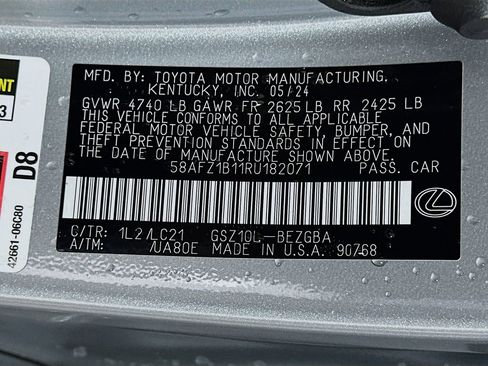 MFD. BY: TOYOTA MOTOR MANUFACTURING,
KENTUCKY, INC. 05/24
GVWR 4740 LB GAWR FR 2625 LB RR 2425 LB
THIS VEHICLE CONFORMS TO ALL APPLICABLE
FEDERAL MOTOR VEHICLE SAFETY, BUMPER, AND THEFT
PREVENTION STANDARDS IN EFFECT ON
THE DATE OF MANUFACTURE SHOWN ABOVE.
58AFZ1B11RU182071 PASS. CAR
C/TR: 1L2/LC21 GSZ10L-BEZGBA
A/TM: /UA80E MADE IN U.S.A. 90768
D8
42661-06C80